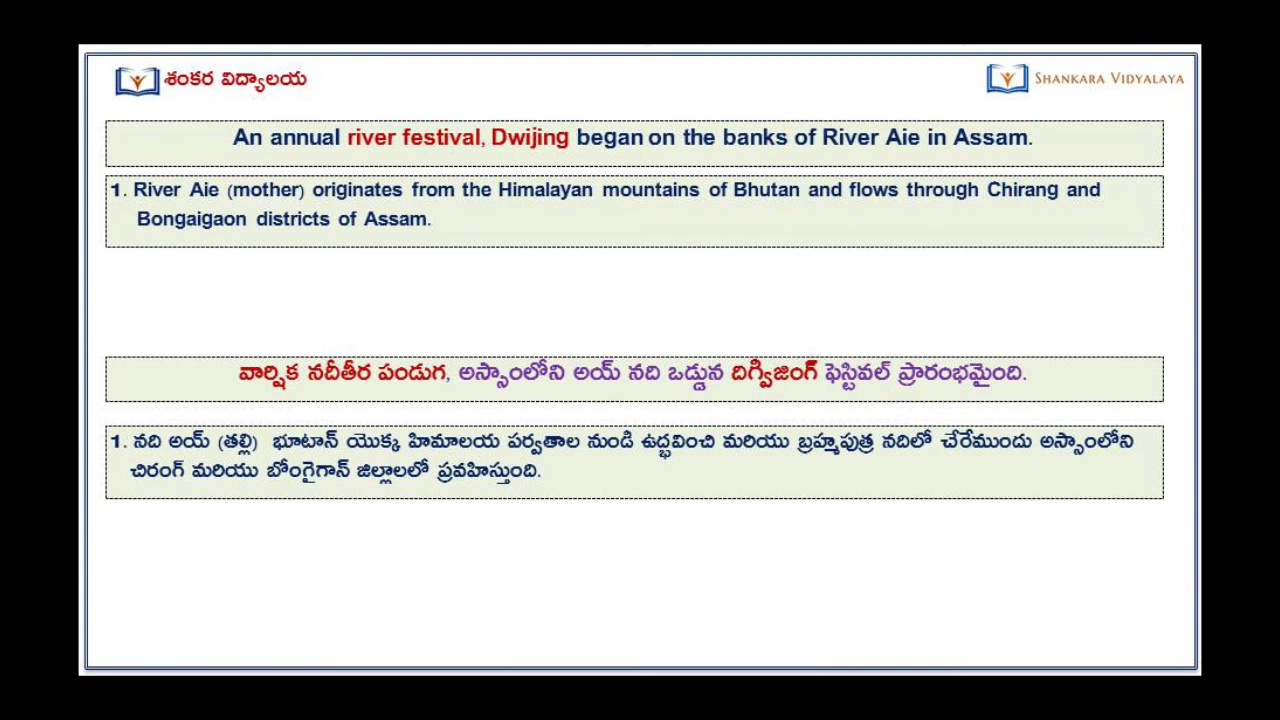 శంకర విద్యాలయ
SHANKARA VIDYALAYA
An annual river festival, Dwijing began on the banks of River Aie in Assam.
1. River Aie (mother) originates from the Himalayan mountains of Bhutan and flows through Chirang and
Bongaigaon districts of Assam.
వార్షిక నదీతీర పండుగ, అస్సాంలోని అయ్ నది ఒడ్డున దిగ్విజింగ్ ఫెస్టివల్ ప్రారంభమైంది.
1. నది అయ్ (తల్లి) భూటాన్ యొక్క హిమాలయ పర్వతాల నుండి ఉద్భవించి మరియు బ్రహ్మపుత్ర నదిలో చేరేముందు అస్సాంలోని
చిరంగ్ మరియు బోంగైగాన్ జిల్లాలలో ప్రవహిస్తుంది.